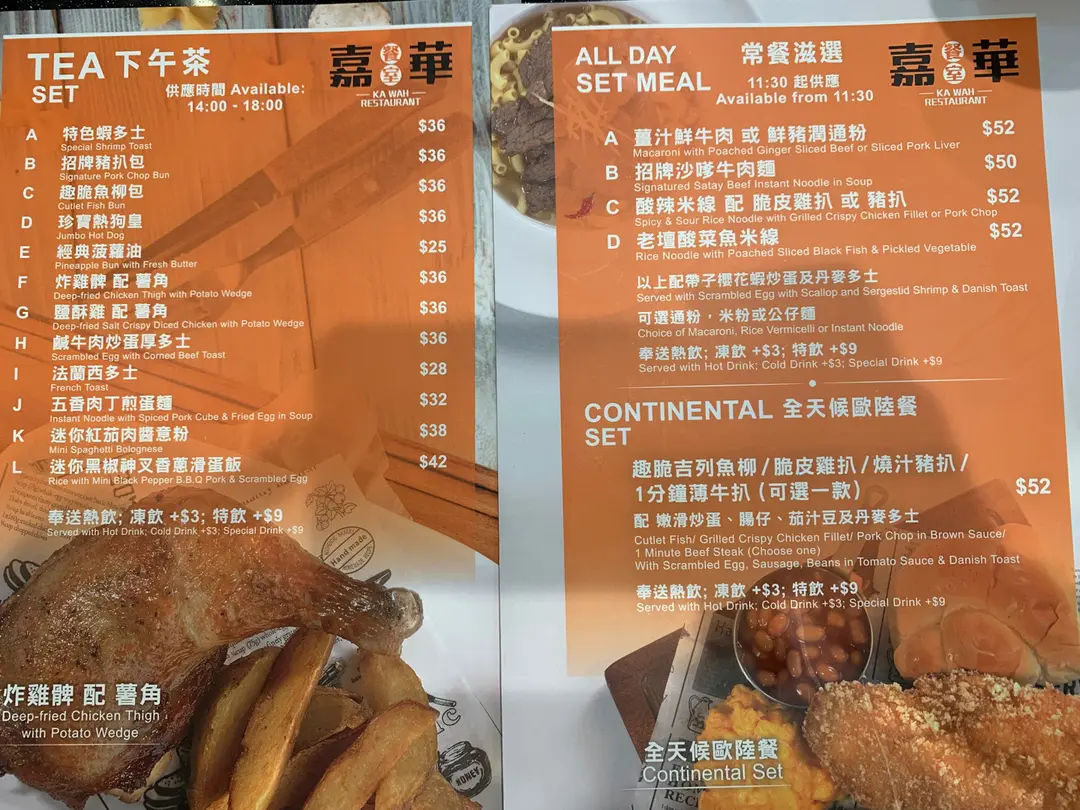 TEA 下午茶
SET
供應時間 Available:
14:00 - 18:00
嘉 餐室 華
KA WAH
RESTAURANT
A 特色蝦多士 $36
Special Shrimp Toast
B 招牌豬扒包 $36
Signature Pork Chop Bun
C 趣脆魚柳包 $36
Cutlet Fish Bun
D 珍寶熱狗皇 $36
Jumbo Hot Dog
E 經典菠蘿油 $25
Pineapple Bun with Fresh Butter
F 炸雞髀 配 薯角 $36
Deep-fried Chicken Thigh with Potato Wedge
G 鹽酥雞 配 薯角 $36
Deep-fried Salt Crispy Diced Chicken with Potato Wedge
H 鹹牛肉炒蛋厚多士 $36
Scrambled Egg with Corned Beef Toast
I 法蘭西多士 $28
French Toast
J 五香肉丁煎蛋麵 $32
Instant Noodle with Spiced Pork Cube & Fried Egg in Soup
K 迷你紅茄肉醬意粉 $38
Mini Spaghetti Bolognese
L 迷你黑椒神叉香蔥滑蛋飯 $42
Rice with Mini Black Pepper B.B.Q Pork & Scrambled Egg
奉送熱飲; 凍飲 +$3; 特飲 +$9
Served with Hot Drink; Cold Drink +$3; Special Drink +$9
Hand made
HONEY
炸雞髀 配 薯角
Deep-fried Chicken Thigh
with Potato Wedge
ALL DAY
SET MEAL
常餐滋選
11:30 起供應
Available from 11:30
嘉 餐室 華
KA WAH
RESTAURANT
A 薑汁鮮牛肉 或 鮮豬潤通粉 $52
Macaroni with Poached Ginger Sliced Beef or Sliced Pork Liver
B 招牌沙嗲牛肉麵 $50
Signatured Satay Beef Instant Noodle in Soup
C 酸辣米線 配 脆皮雞扒 或 豬扒 $52
Spicy & Sour Rice Noodle with Grilled Crispy Chicken Fillet or Pork Chop
D 老壇酸菜魚米線 $52
Rice Noodle with Poached Sliced Black Fish & Pickled Vegetable
以上配帶子櫻花蝦炒蛋及丹麥多士
Served with Scrambled Egg with Scallop and Sergestid Shrimp & Danish Toast
可選通粉，米粉或公仔麵
Choice of Macaroni, Rice Vermicelli or Instant Noodle
奉送熱飲; 凍飲 +$3; 特飲 +$9
Served with Hot Drink; Cold Drink +$3; Special Drink +$9
CONTINENTAL 全天候歐陸餐
SET
趣脆吉列魚柳/脆皮雞扒/燒汁豬扒/
1分鐘薄牛扒 (可選一款) $52
配 嫩滑炒蛋、腸仔、茄汁豆及丹麥多士
Cutlet Fish/ Grilled Crispy Chicken Fillet/ Pork Chop in Brown Sauce/
1 Minute Beef Steak (Choose one)
With Scrambled Egg, Sausage, Beans in Tomato Sauce & Danish Toast
奉送熱飲; 凍飲 +$3; 特飲 +$9
Served with Hot Drink; Cold Drink +$3; Special Drink +$9
全天候歐陸餐
Continental Set